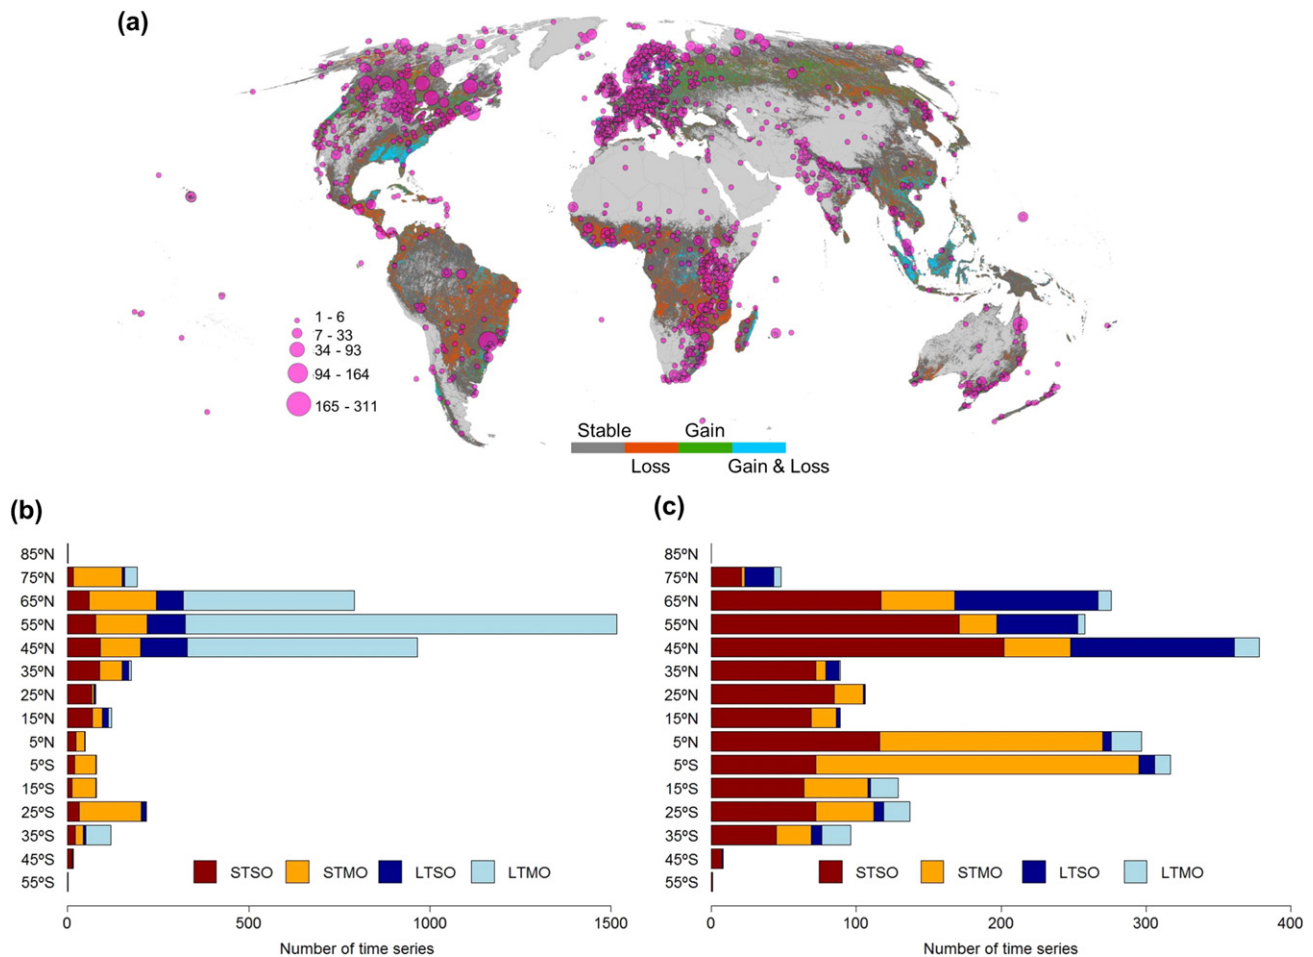 (a)
1 - 6
7 - 33
34 - 93
94 - 164
165 - 311
Stable Gain
Loss Gain & Loss
(b)
85ºN
75ºN
65ºN
55ºN
45ºN
35ºN
25ºN
15ºN
5ºN
5ºS
15ºS
25ºS
35ºS
45ºS
55ºS
STSO STMO LTSO LTMO
0 500 1000 1500
Number of time series
(c)
85ºN
75ºN
65ºN
55ºN
45ºN
35ºN
25ºN
15ºN
5ºN
5ºS
15ºS
25ºS
35ºS
45ºS
55ºS
STSO STMO LTSO LTMO
0 100 200 300 400
Number of time series